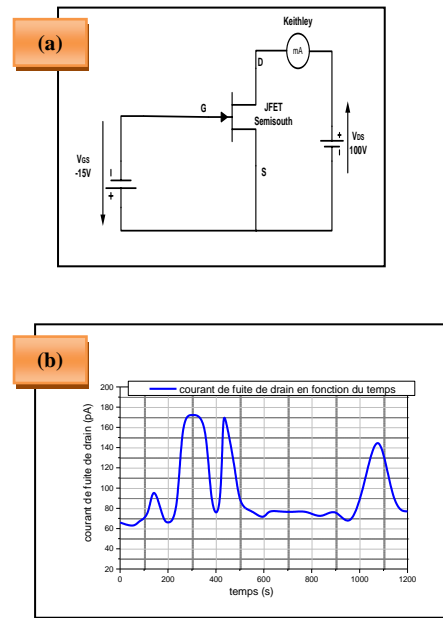 (a)
Keithley
mA
D
G
JFET
Semisouth
VGS
-15V
VDS
100V
S
(b)
courant de fuite de drain en fonction du temps
courant de fuite de drain (pA)
200
180
160
140
120
100
80
60
40
20
0 200 400 600 800 1000 1200
temps (s)